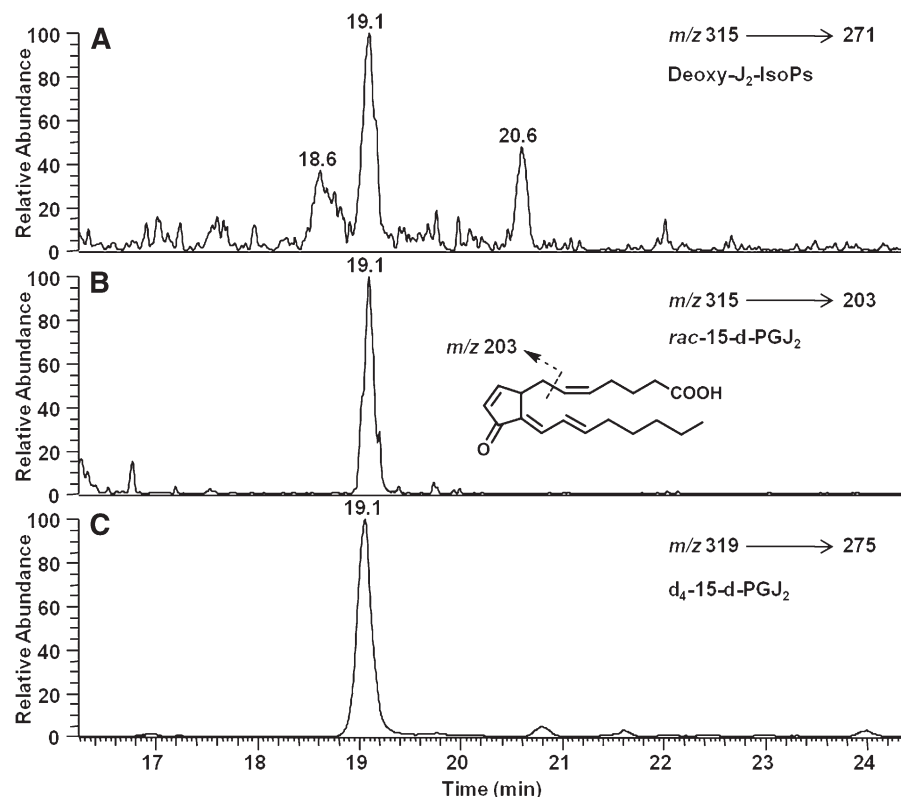 A
Relative Abundance
100
80
60
40
20
0
18.6
19.1
20.6
m/z 315 → 271
Deoxy-J₂-IsoPs
B
Relative Abundance
100
80
60
40
20
0
19.1
m/z 315 → 203
rac-15-d-PGJ₂
m/z 203
COOH
O
C
Relative Abundance
100
80
60
40
20
0
19.1
m/z 319 → 275
d₄-15-d-PGJ₂
17 18 19 20 21 22 23 24
Time (min)